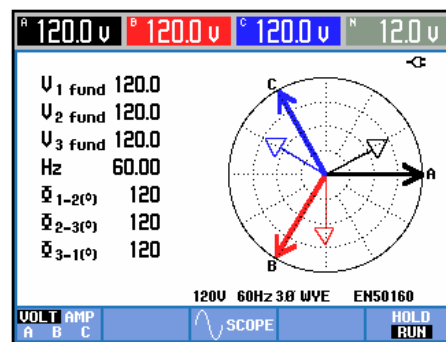 A 120.0 V B 120.0 V C 120.0 V N 12.0 V
V1 fund 120.0
V2 fund 120.0
V3 fund 120.0
Hz 60.00
Φ1-2(°) 120
Φ2-3(°) 120
Φ3-1(°) 120
C
A
B
120V 60Hz 3Ø WYE EN50160
VOLT AMP
A B C
SCOPE
HOLD
RUN